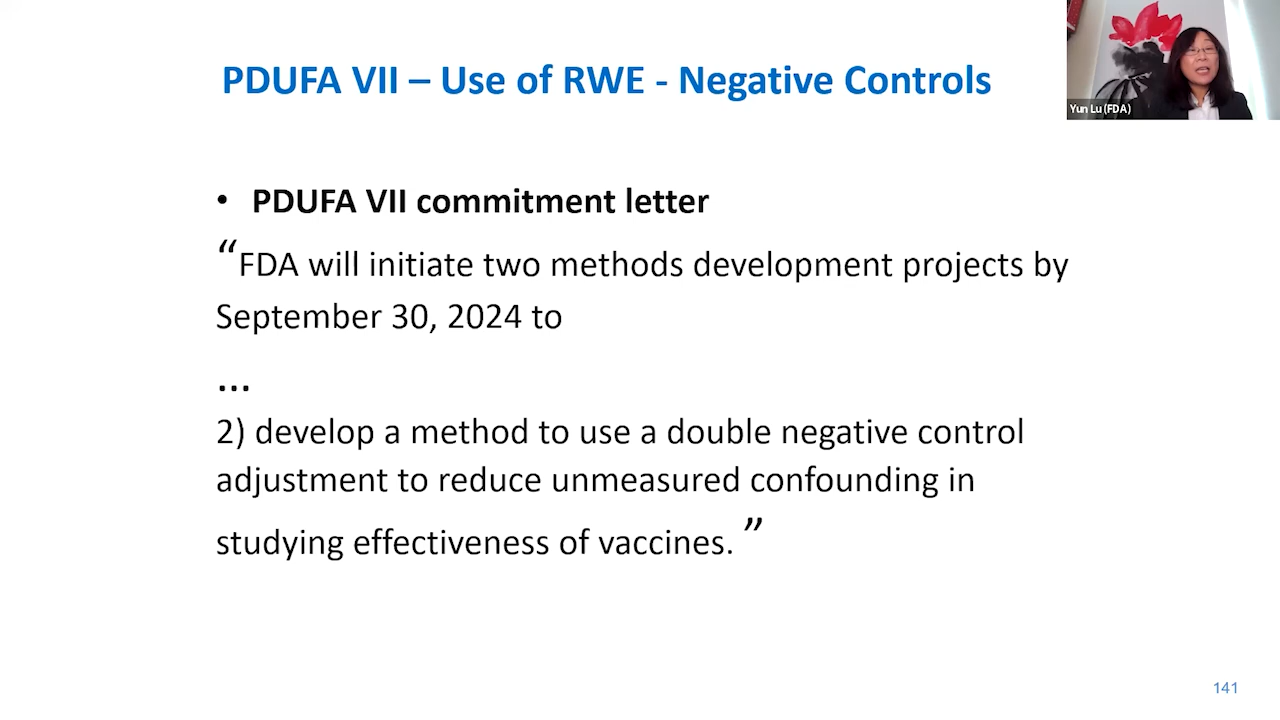 PDUFA VII – Use of RWE - Negative Controls
Yun Lu (FDA)
• PDUFA VII commitment letter
“FDA will initiate two methods development projects by
September 30, 2024 to
...
2) develop a method to use a double negative control
adjustment to reduce unmeasured confounding in
studying effectiveness of vaccines. ”
141